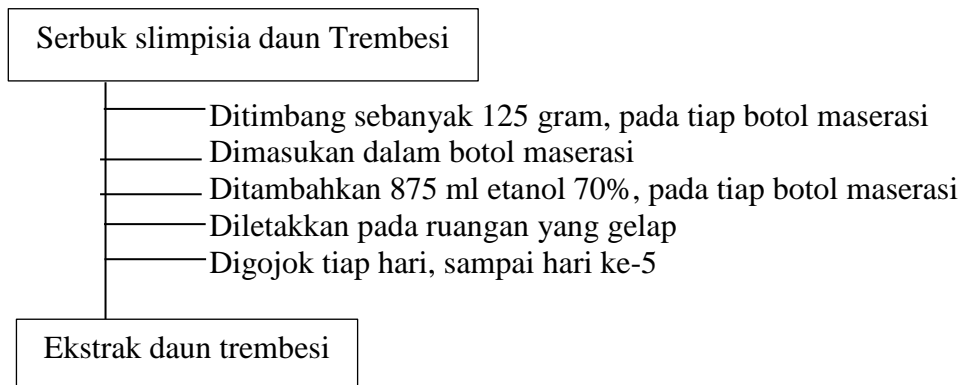 Serbuk slimpisia daun Trembesi
Ditimbang sebanyak 125 gram, pada tiap botol maserasi
Dimasukan dalam botol maserasi
Ditambahkan 875 ml etanol 70%, pada tiap botol maserasi
Diletakkan pada ruangan yang gelap
Digojok tiap hari, sampai hari ke-5
Ekstrak daun trembesi